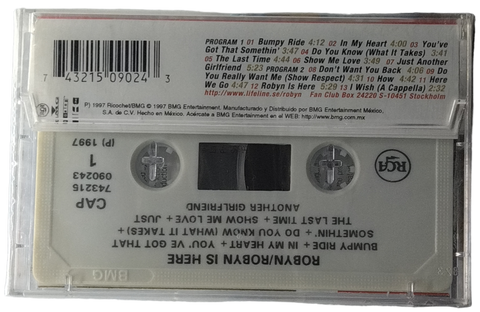 PROGRAM 1 01 Bumpy Ride 4:12 02 In My Heart 4:00 03 You've
Got That Somethin' 3:47 04 Do You Know (What It Takes) 3:41
05 The Last Time 4:44 06 Show Me Love 3:49 07 Just Another
Girlfriend 5:23 PROGRAM 2 08 Don't Want You Back 4:06 09 Do
You Really Want Me (Show Respect) 4:31 10 How 4:42 11 Here
We Go 4:47 12 Robyn Is Here 5:29 13 I Wish (A Cappella) 2:32
http://www.lifeline.se/robyn Fan Club Box 24220 S-10451 Stockholm
7 43215 09024 3
(P) 1997 Ricochet/BMG © 1997 BMG Entertainment, Manufacturado y Distribuido por BMG Entertainment México,
S.A. de C.V. Hecho en México. Acércate a BMG Entertainment en el WEB: http://www.bmg.com.mx
ROBYN/ROBYN IS HERE
BUMPY RIDE + IN MY HEART + YOU'VE GOT THAT
SOMETHIN' + DO YOU KNOW (WHAT IT TAKES) +
THE LAST TIME + SHOW ME LOVE + JUST
ANOTHER GIRLFRIEND
CAP
743215
090243
1
(P) 1997
RCA
BMG